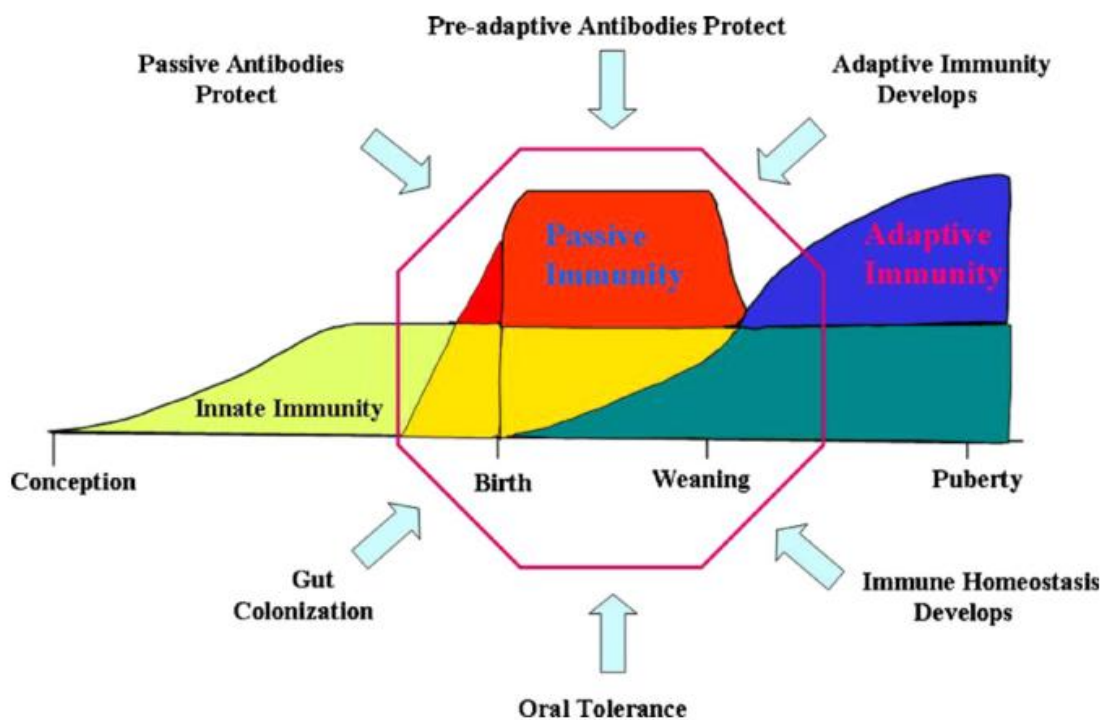 Pre-adaptive Antibodies Protect
Passive Antibodies
Protect
Adaptive Immunity
Develops
Passive
Immunity
Adaptive
Immunity
Innate Immunity
Conception
Birth
Weaning
Puberty
Gut
Colonization
Immune Homeostasis
Develops
Oral Tolerance